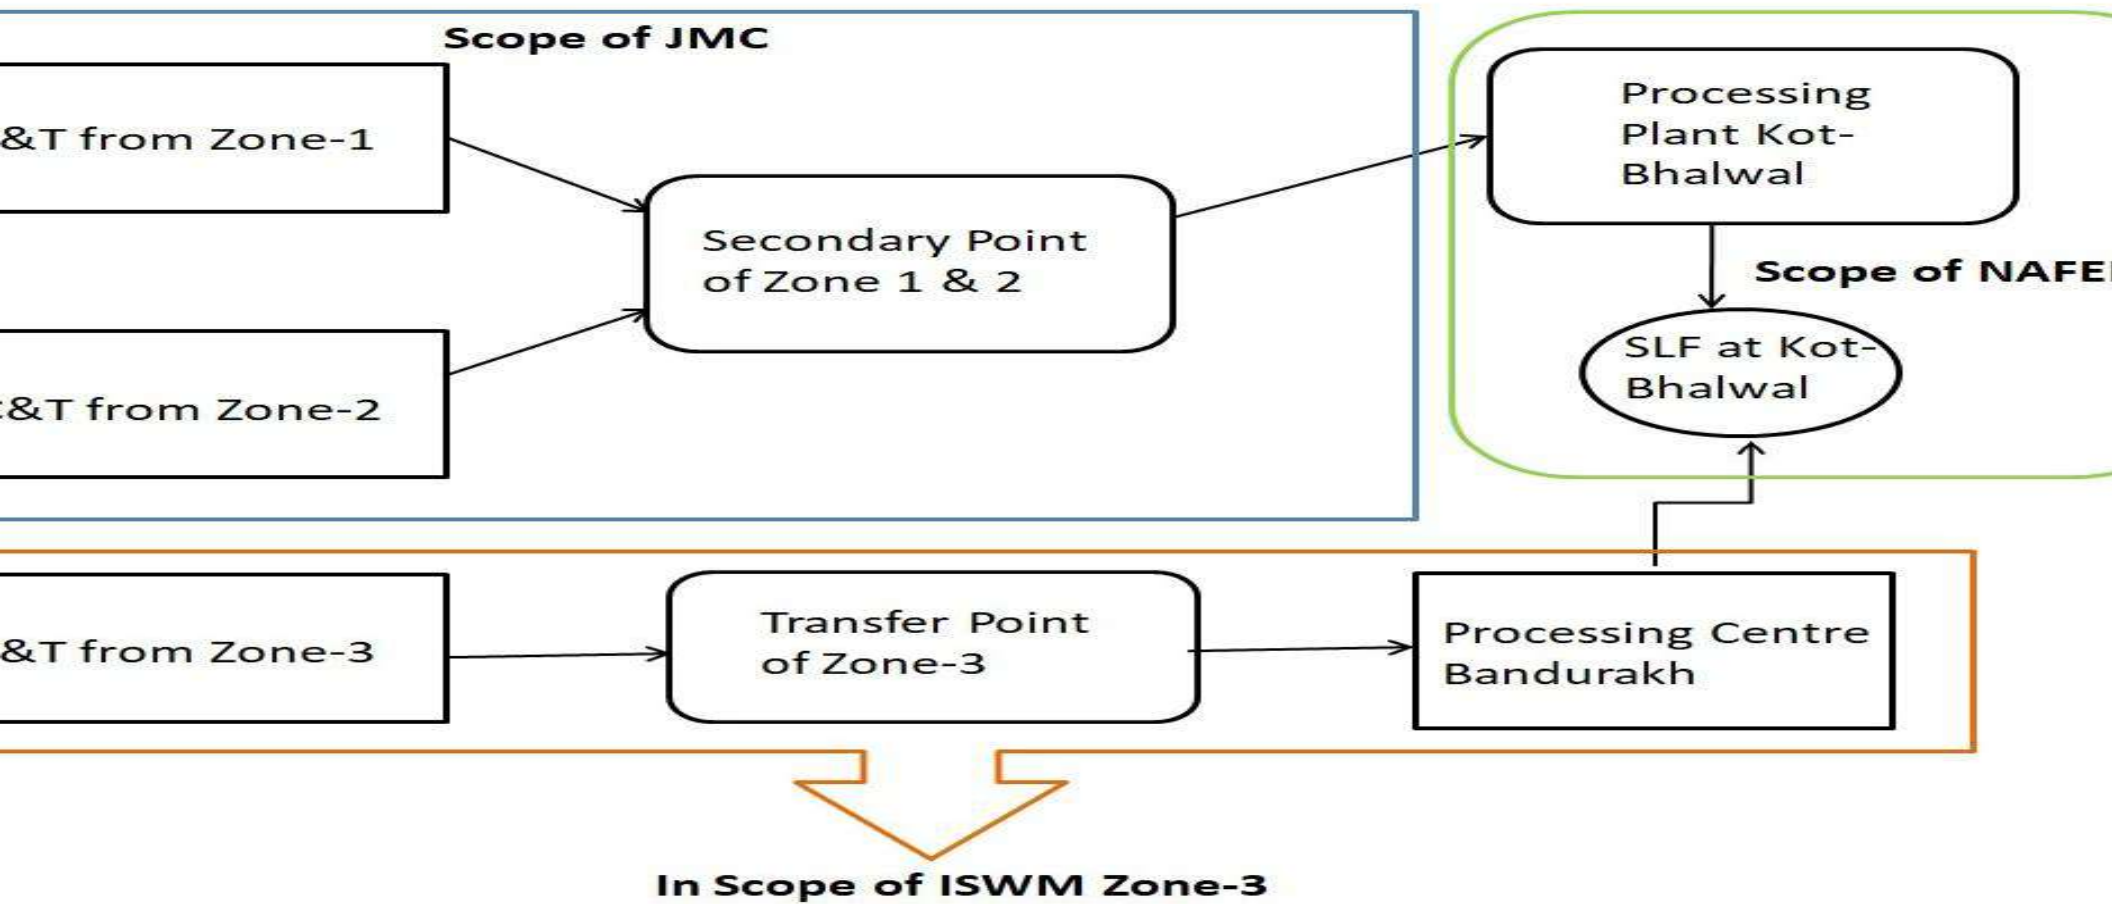 Scope of JMC
&T from Zone-1
Processing
Plant Kot-
Bhalwal
Secondary Point
of Zone 1 & 2
Scope of NAFE
SLF at Kot-
Bhalwal
&T from Zone-2
&T from Zone-3
Transfer Point
of Zone-3
Processing Centre
Bandurakh
In Scope of ISWM Zone-3